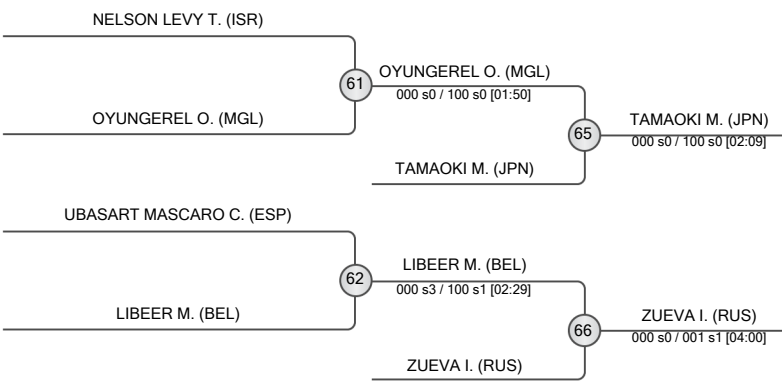 NELSON LEVY T. (ISR)
61
OYUNGEREL O. (MGL)
000 s0 / 100 s0 [01:50]
OYUNGEREL O. (MGL)
65
TAMAOKI M. (JPN)
000 s0 / 100 s0 [02:09]
TAMAOKI M. (JPN)
UBASART MASCARO C. (ESP)
62
LIBEER M. (BEL)
000 s3 / 100 s1 [02:29]
LIBEER M. (BEL)
66
ZUEVA I. (RUS)
000 s0 / 001 s1 [04:00]
ZUEVA I. (RUS)